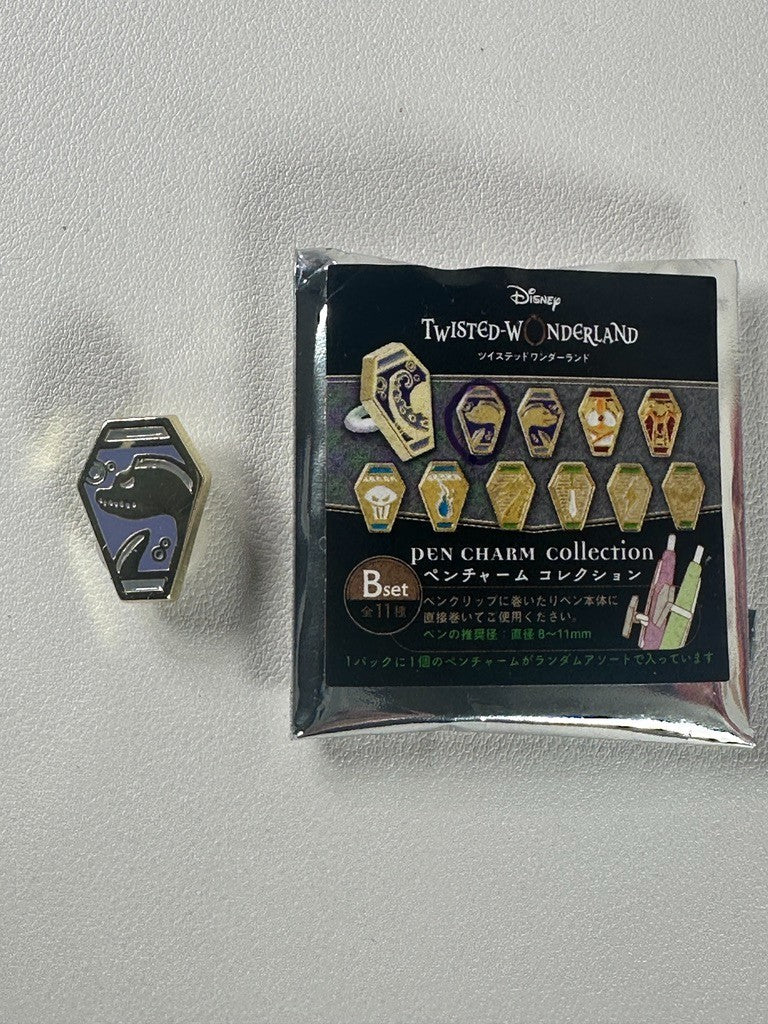 Disney
TWISTED-WONDERLAND
ツイステッドワンダーランド
PEN CHARM collection
ペンチャーム コレクション
Bset
全11種
ペンクリップに巻いたりペン本体に
直接巻いてご使用ください。
ペンの推奨径：直径8～11mm
1パックに1個のペンチャームがランダムアソートで入っています